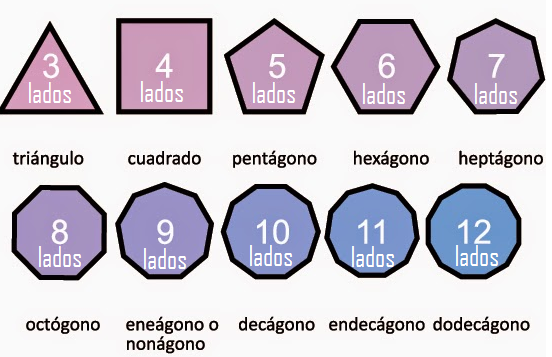 3
lados
4
lados
5
lados
6
lados
7
lados
triángulo
cuadrado
pentágono
hexágono
heptágono
8
lados
9
lados
10
lados
11
lados
12
lados
octógono
eneágono o
nonágono
decágono
endecágono
dodecágono